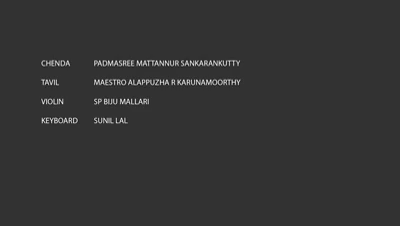 CHENDA PADMASREE MATTANNUR SANKARANKUTTY
TAVIL MAESTRO ALAPPUZHA R KARUNAMOORTHY
VIOLIN SP BIJU MALLARI
KEYBOARD SUNIL LAL